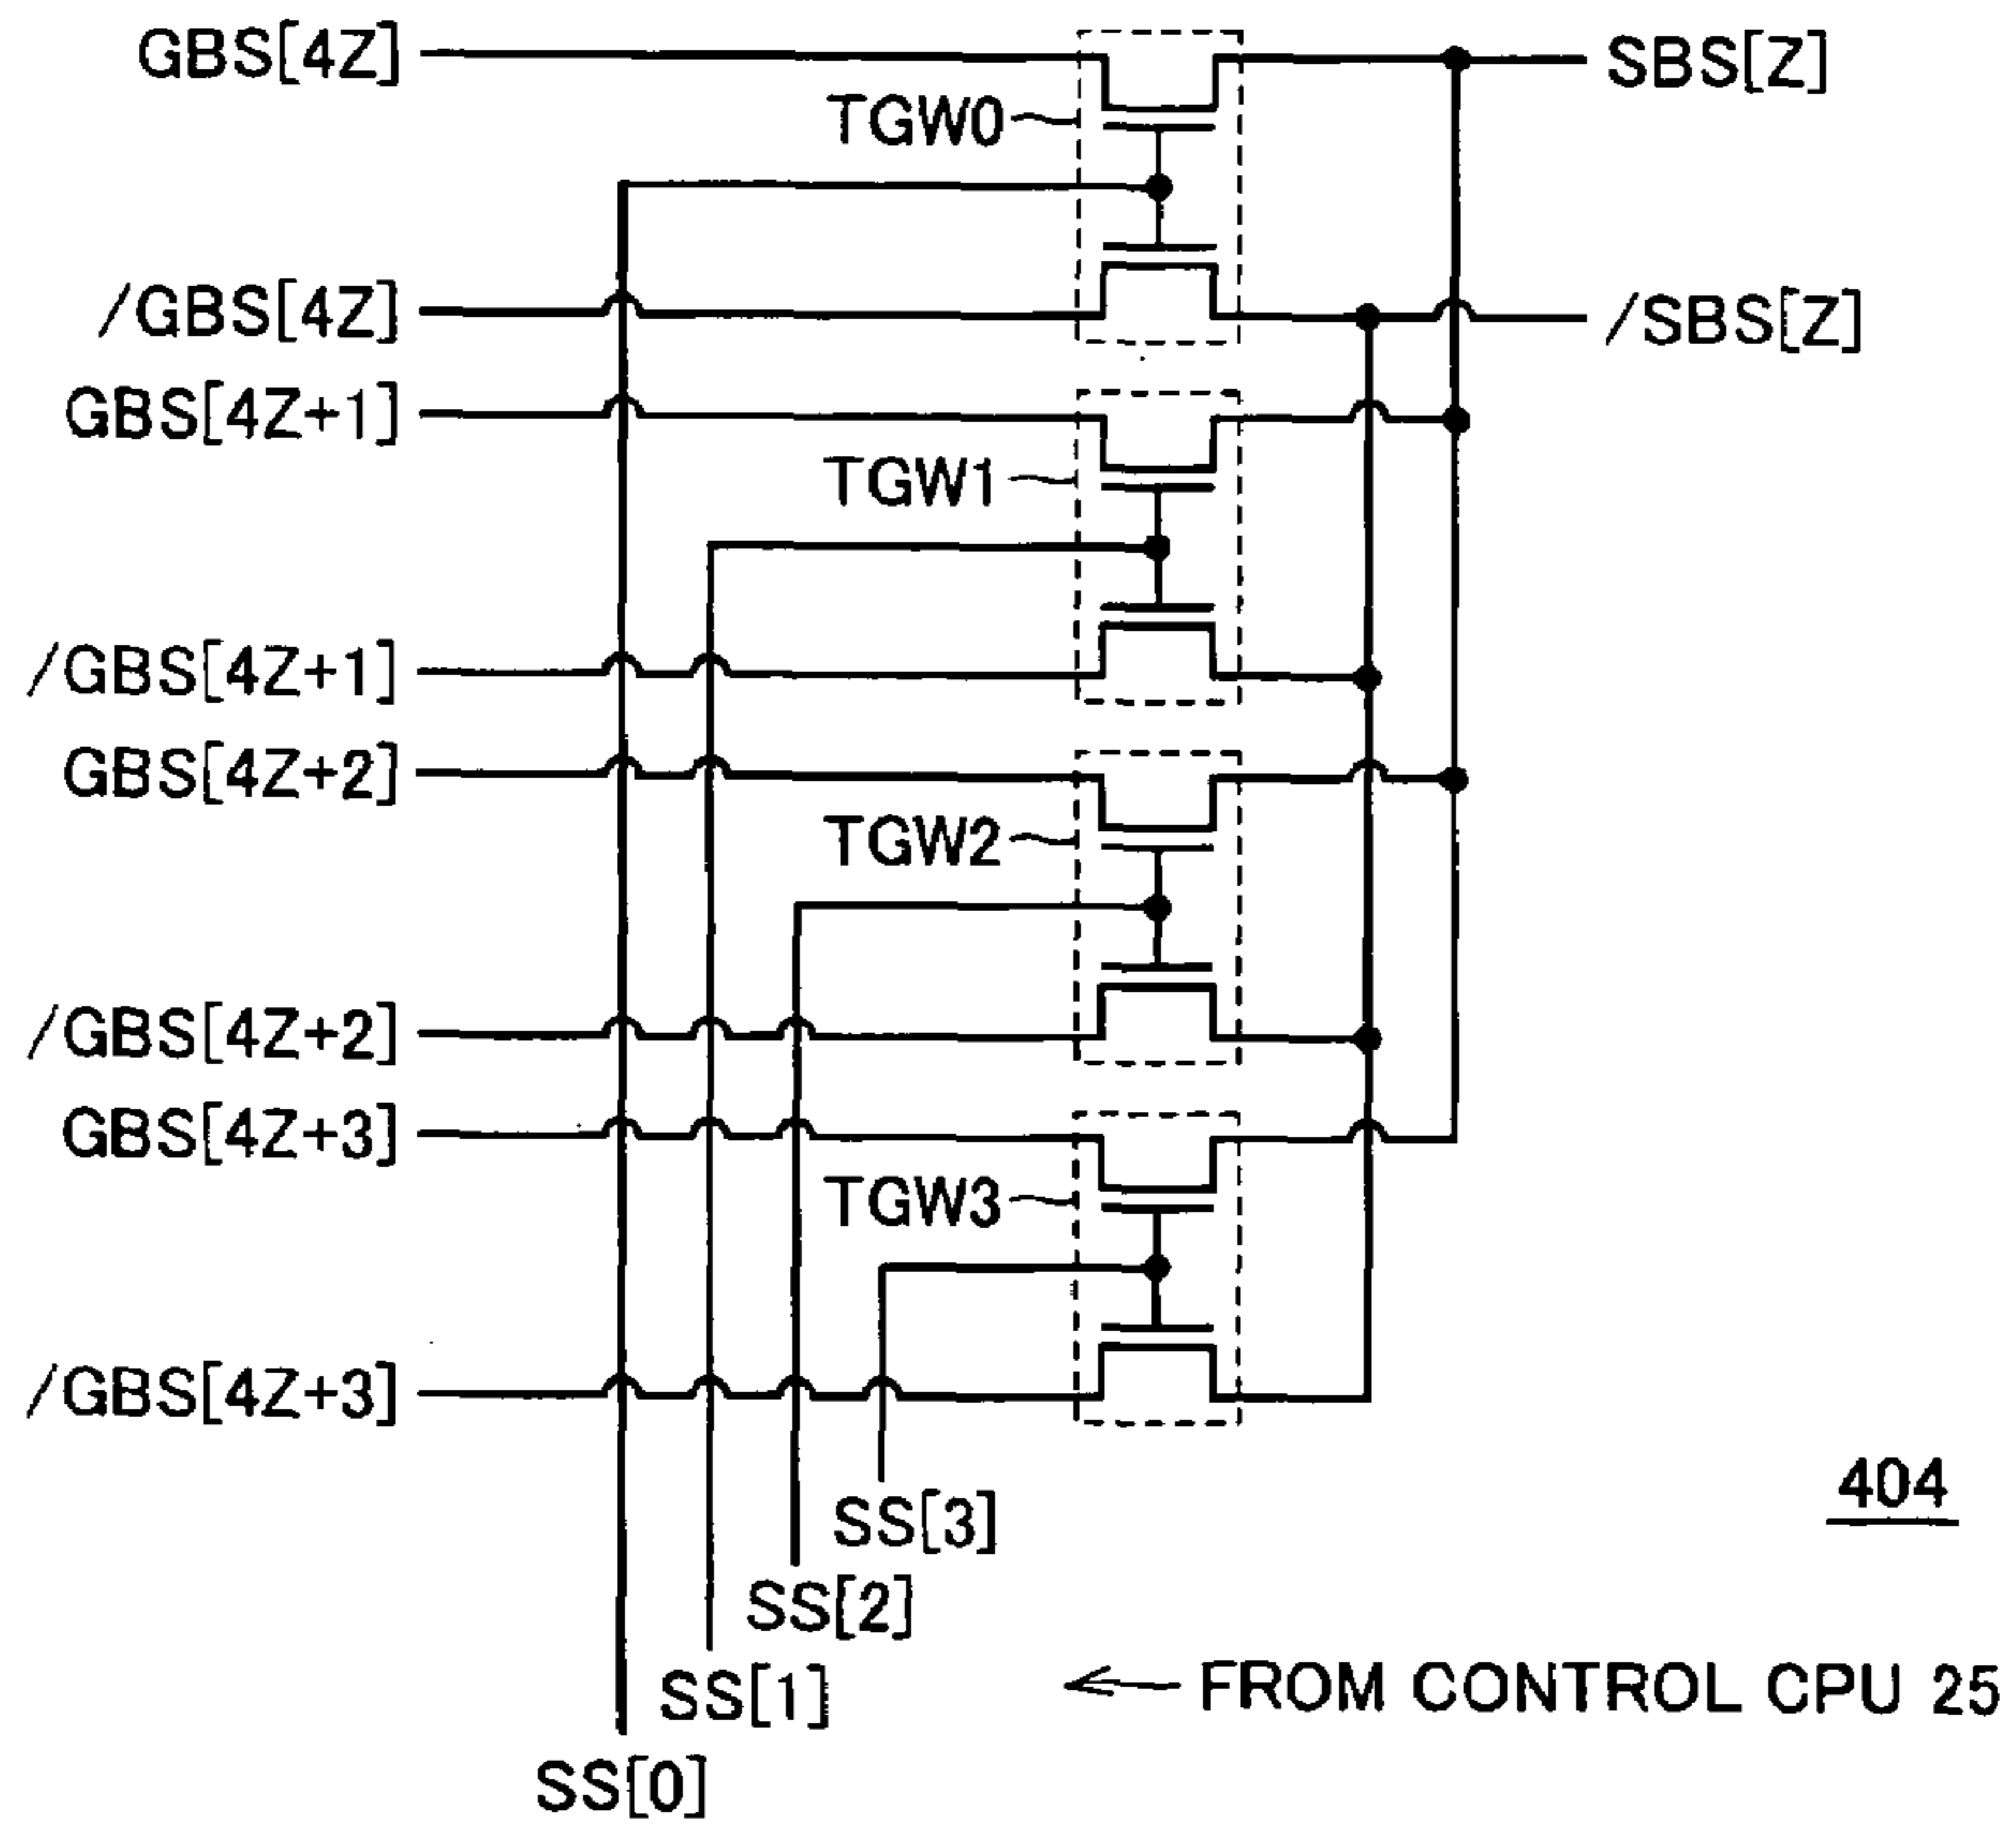 GBS[4Z]
SBS[Z]
TGW0
/GBS[4Z]
/SBS[Z]
GBS[4Z+1]
TGW1
/GBS[4Z+1]
GBS[4Z+2]
TGW2
/GBS[4Z+2]
GBS[4Z+3]
TGW3
/GBS[4Z+3]
404
SS[3]
SS[2]
SS[1]
FROM CONTROL CPU 25
SS[0]